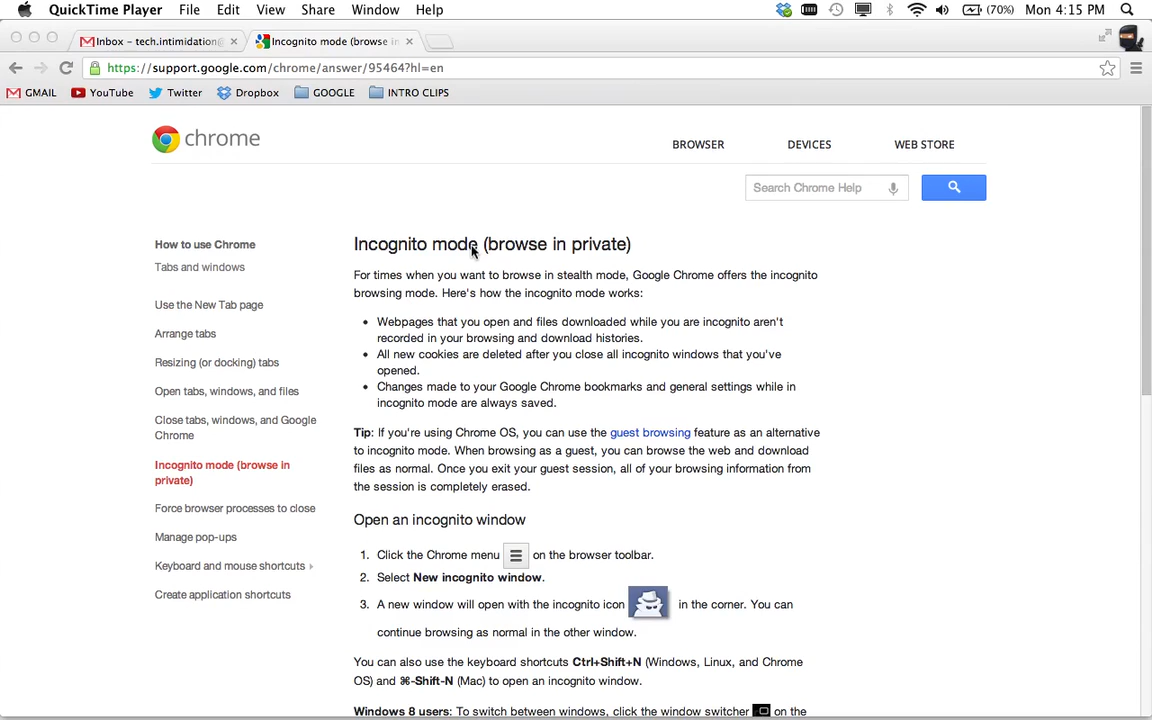 QuickTime Player File Edit View Share Window Help (70%) Mon 4:15 PM
Inbox - tech.intimidation@ Incognito mode (browse in
https://support.google.com/chrome/answer/95464?hl=en
GMAIL YouTube Twitter Dropbox GOOGLE INTRO CLIPS
chrome
BROWSER DEVICES WEB STORE
Search Chrome Help
How to use Chrome
Tabs and windows
Use the New Tab page
Arrange tabs
Resizing (or docking) tabs
Open tabs, windows, and files
Close tabs, windows, and Google
Chrome
Incognito mode (browse in
private)
Force browser processes to close
Manage pop-ups
Keyboard and mouse shortcuts
Create application shortcuts
Incognito mode (browse in private)
For times when you want to browse in stealth mode, Google Chrome offers the incognito
browsing mode. Here's how the incognito mode works:
• Webpages that you open and files downloaded while you are incognito aren't
recorded in your browsing and download histories.
• All new cookies are deleted after you close all incognito windows that you've
opened.
• Changes made to your Google Chrome bookmarks and general settings while in
incognito mode are always saved.
Tip: If you're using Chrome OS, you can use the guest browsing feature as an alternative
to incognito mode. When browsing as a guest, you can browse the web and download
files as normal. Once you exit your guest session, all of your browsing information from
the session is completely erased.
Open an incognito window
1. Click the Chrome menu on the browser toolbar.
2. Select New incognito window.
3. A new window will open with the incognito icon in the corner. You can
continue browsing as normal in the other window.
You can also use the keyboard shortcuts Ctrl+Shift+N (Windows, Linux, and Chrome
OS) and ⌘-Shift-N (Mac) to open an incognito window.
Windows 8 users: To switch between windows, click the window switcher on the